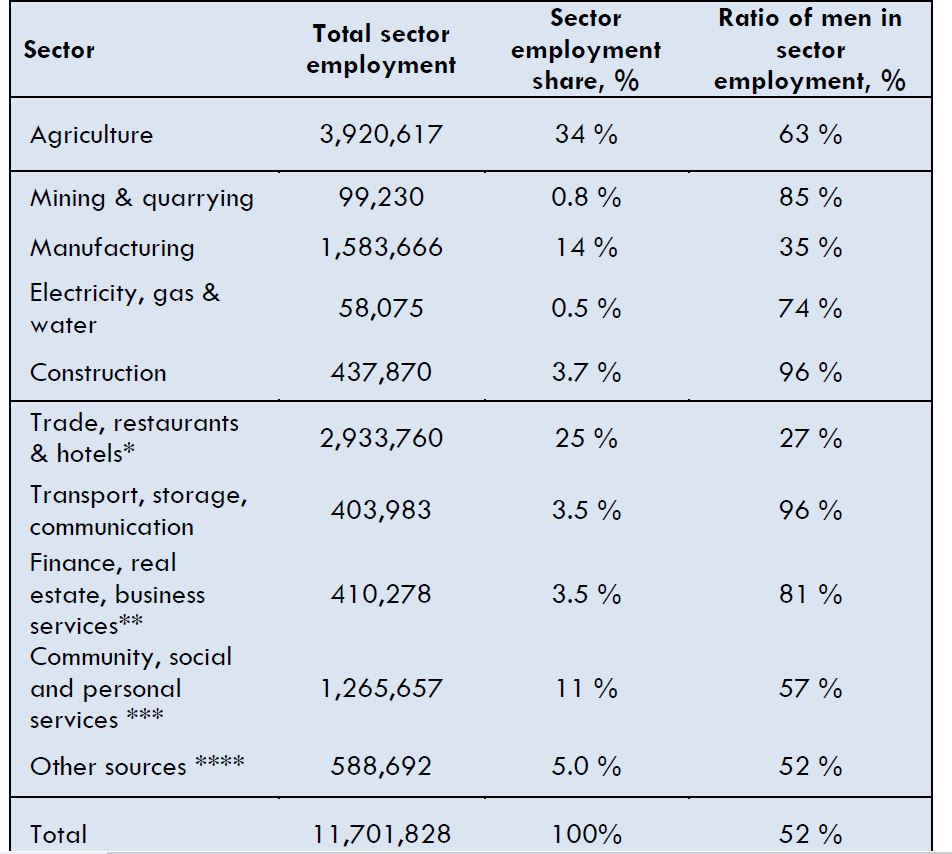 Sector Total sector employment Sector employment share, % Ratio of men in sector employment, %
Agriculture 3,920,617 34 % 63 %
Mining & quarrying 99,230 0.8 % 85 %
Manufacturing 1,583,666 14 % 35 %
Electricity, gas & water 58,075 0.5 % 74 %
Construction 437,870 3.7 % 96 %
Trade, restaurants & hotels* 2,933,760 25 % 27 %
Transport, storage, communication 403,983 3.5 % 96 %
Finance, real estate, business services** 410,278 3.5 % 81 %
Community, social and personal services *** 1,265,657 11 % 57 %
Other sources **** 588,692 5.0 % 52 %
Total 11,701,828 100% 52 %